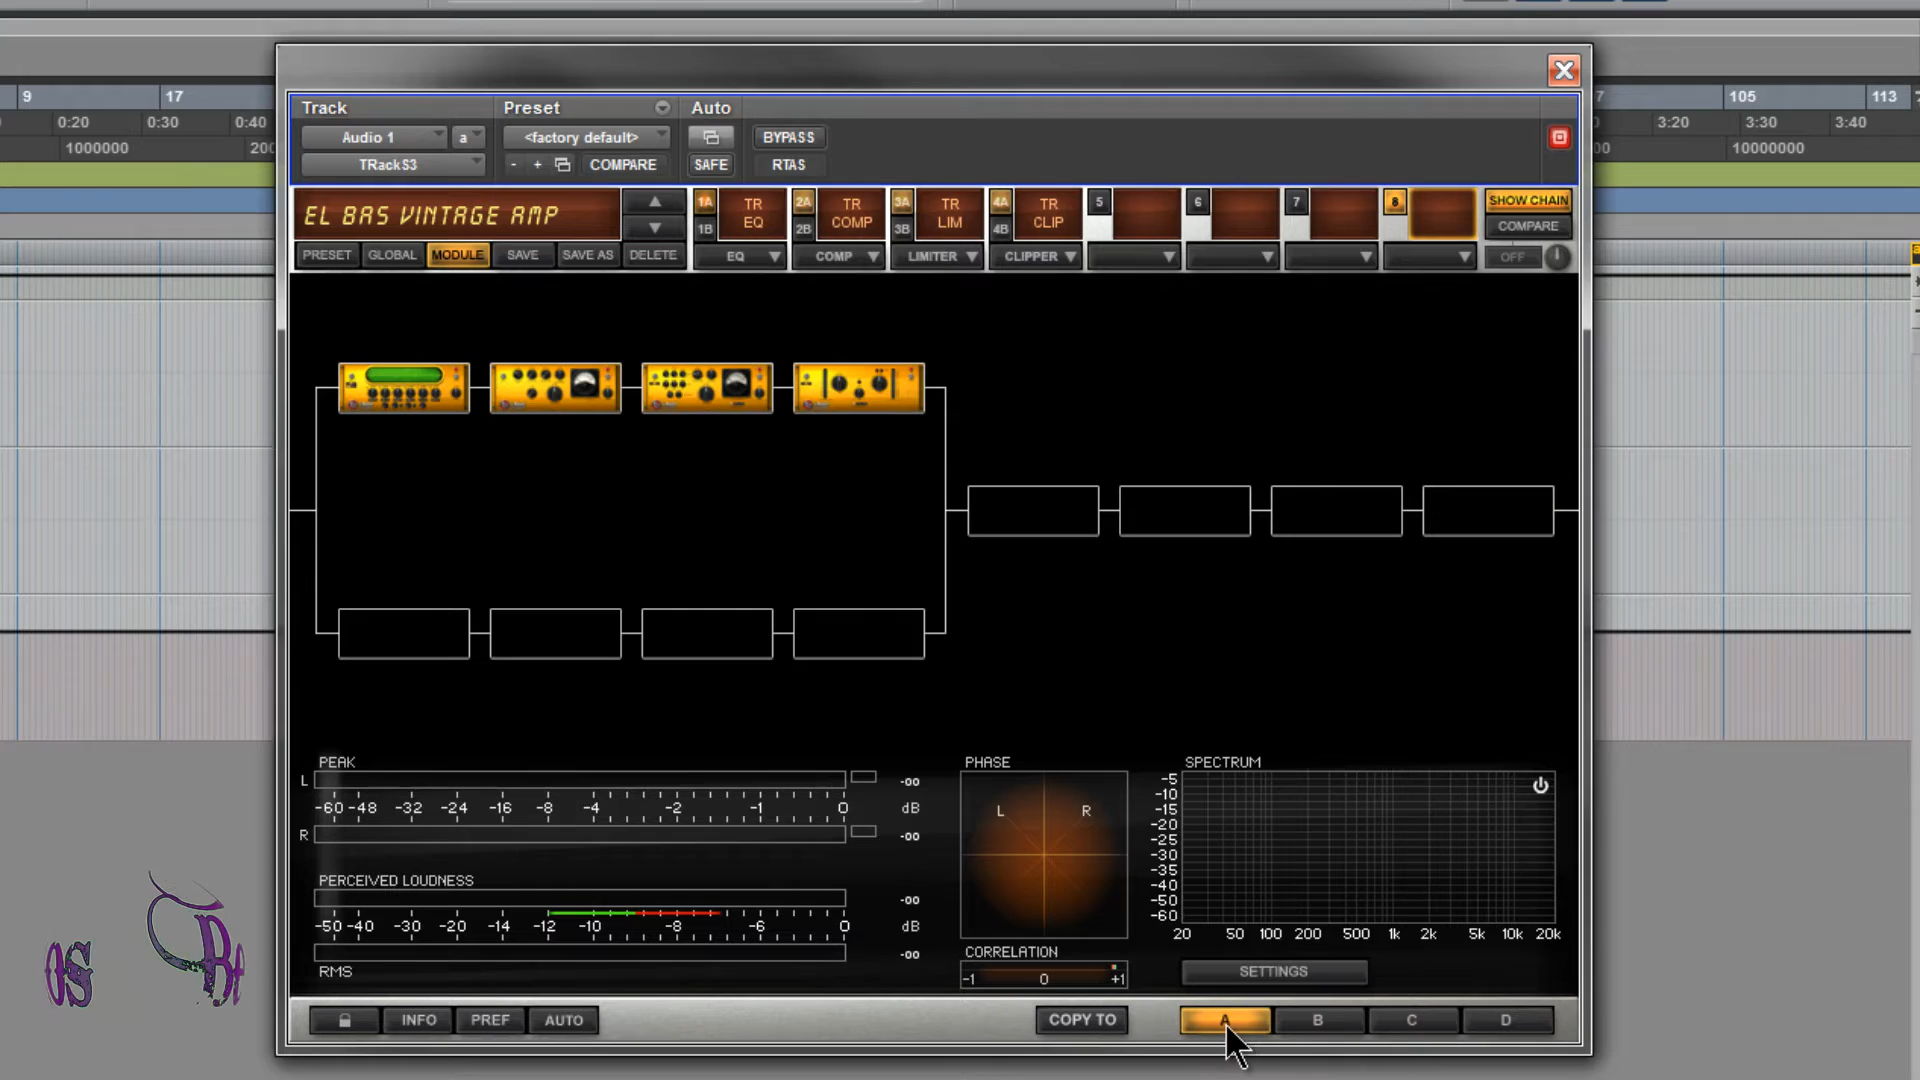 9 17 105 113
0:20 0:30 0:40 3:20 3:30 3:40
1000000 10000000
Track Preset Auto
Audio 1 a <factory default> BYPASS
TRackS3 - + COMPARE SAFE RTAS
EL BAS VINTAGE AMP
1A 1B TR EQ
2A 2B TR COMP
3A 3B TR LIM
4A 4B TR CLIP
5 6 7 8
SHOW CHAIN
COMPARE
PRESET GLOBAL MODULE SAVE SAVE AS DELETE EQ COMP LIMITER CLIPPER OFF
PEAK
L -oo
-60 -48 -32 -24 -16 -8 -4 -2 -1 0 dB
R -oo
PERCEIVED LOUDNESS
-oo
-50 -40 -30 -20 -14 -12 -10 -8 -6 0 dB
-oo
RMS
PHASE
L R
CORRELATION
-1 0 +1
SPECTRUM
-5
-10
-15
-20
-25
-30
-35
-40
-50
-60
20 50 100 200 500 1k 2k 5k 10k 20k
SETTINGS
INFO PREF AUTO COPY TO A B C D